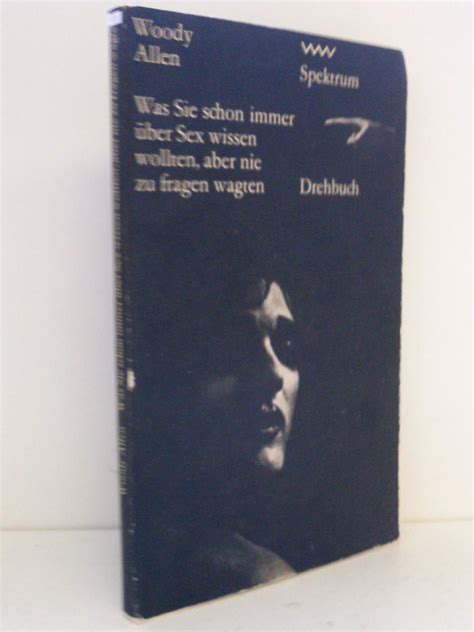 Woody
Allen
Spektrum
Was Sie schon immer
über Sex wissen
wollten, aber nie
zu fragen wagten
Drehbuch